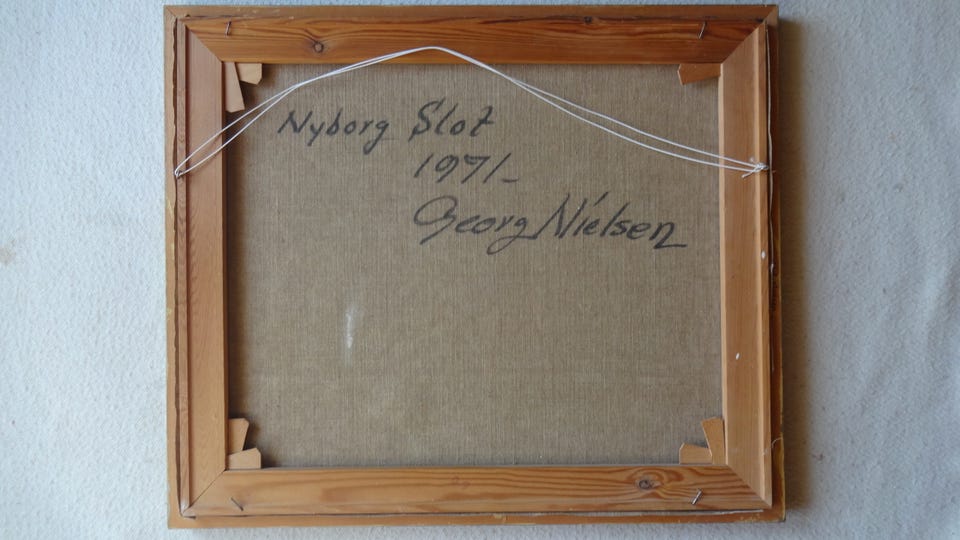 Nyborg Slot
1971-
Georg Nielsen